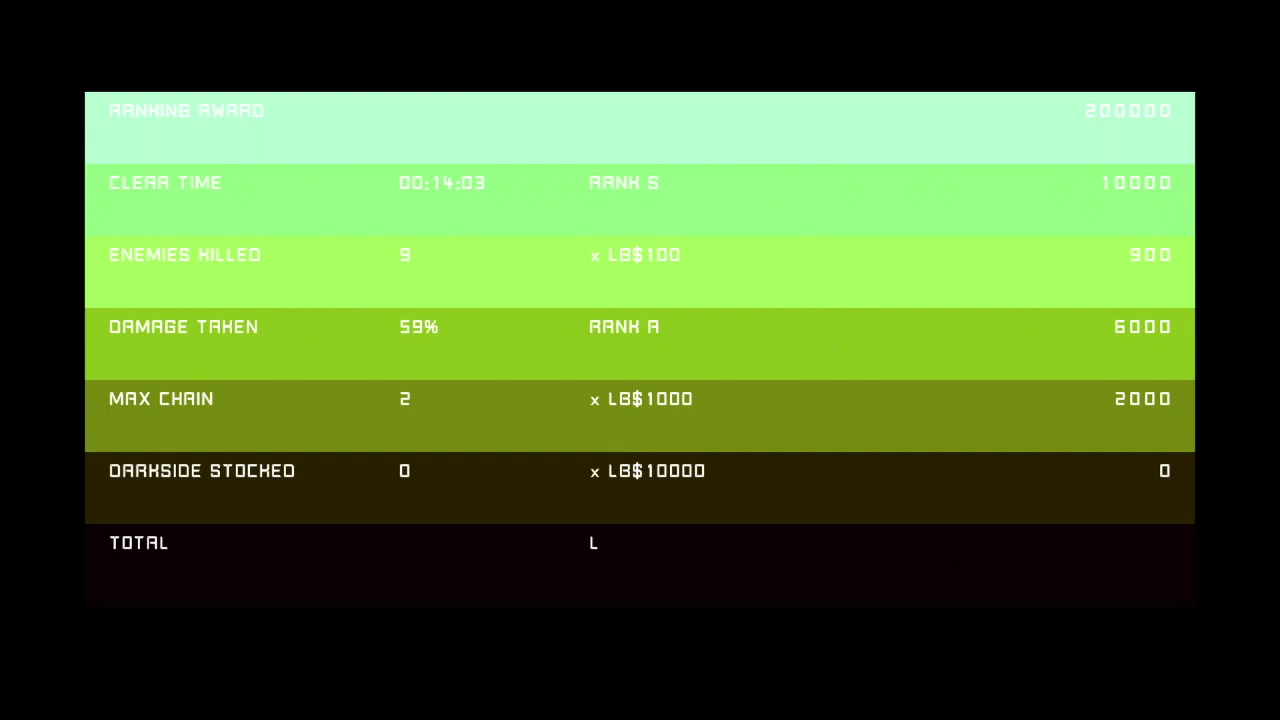 RANKING AWARD 200000
CLEAR TIME 00:14:03 RANK S 10000
ENEMIES KILLED 9 x LB$100 900
DAMAGE TAKEN 59% RANK A 6000
MAX CHAIN 2 x LB$1000 2000
DARKSIDE STOCKED 0 x LB$10000 0
TOTAL L